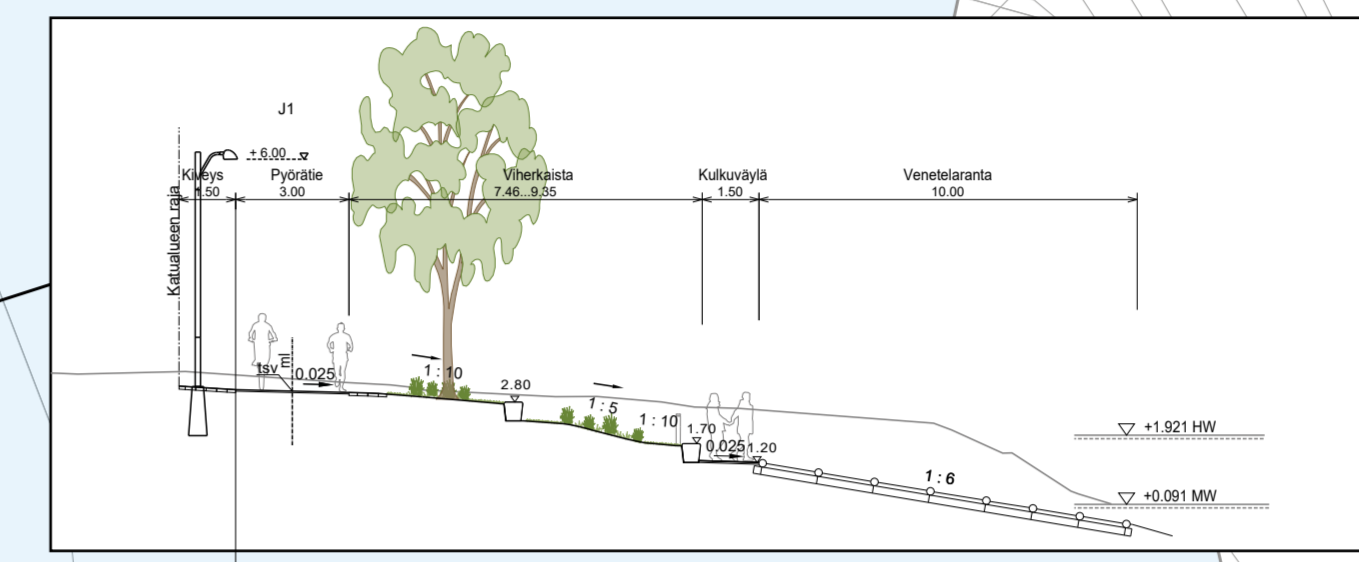 J1
+ 6.00
Kiveys
Pyörätie
Viherkaista
Kulkuväylä
Venetelaranta
1.50
3.00
7.46...9.35
1.50
10.00
Katualueen raja
tsv
ml
0.025
1 : 10
2.80
1 : 5
1 : 10
1.70
0.025
1.20
1 : 6
+1.921 HW
+0.091 MW